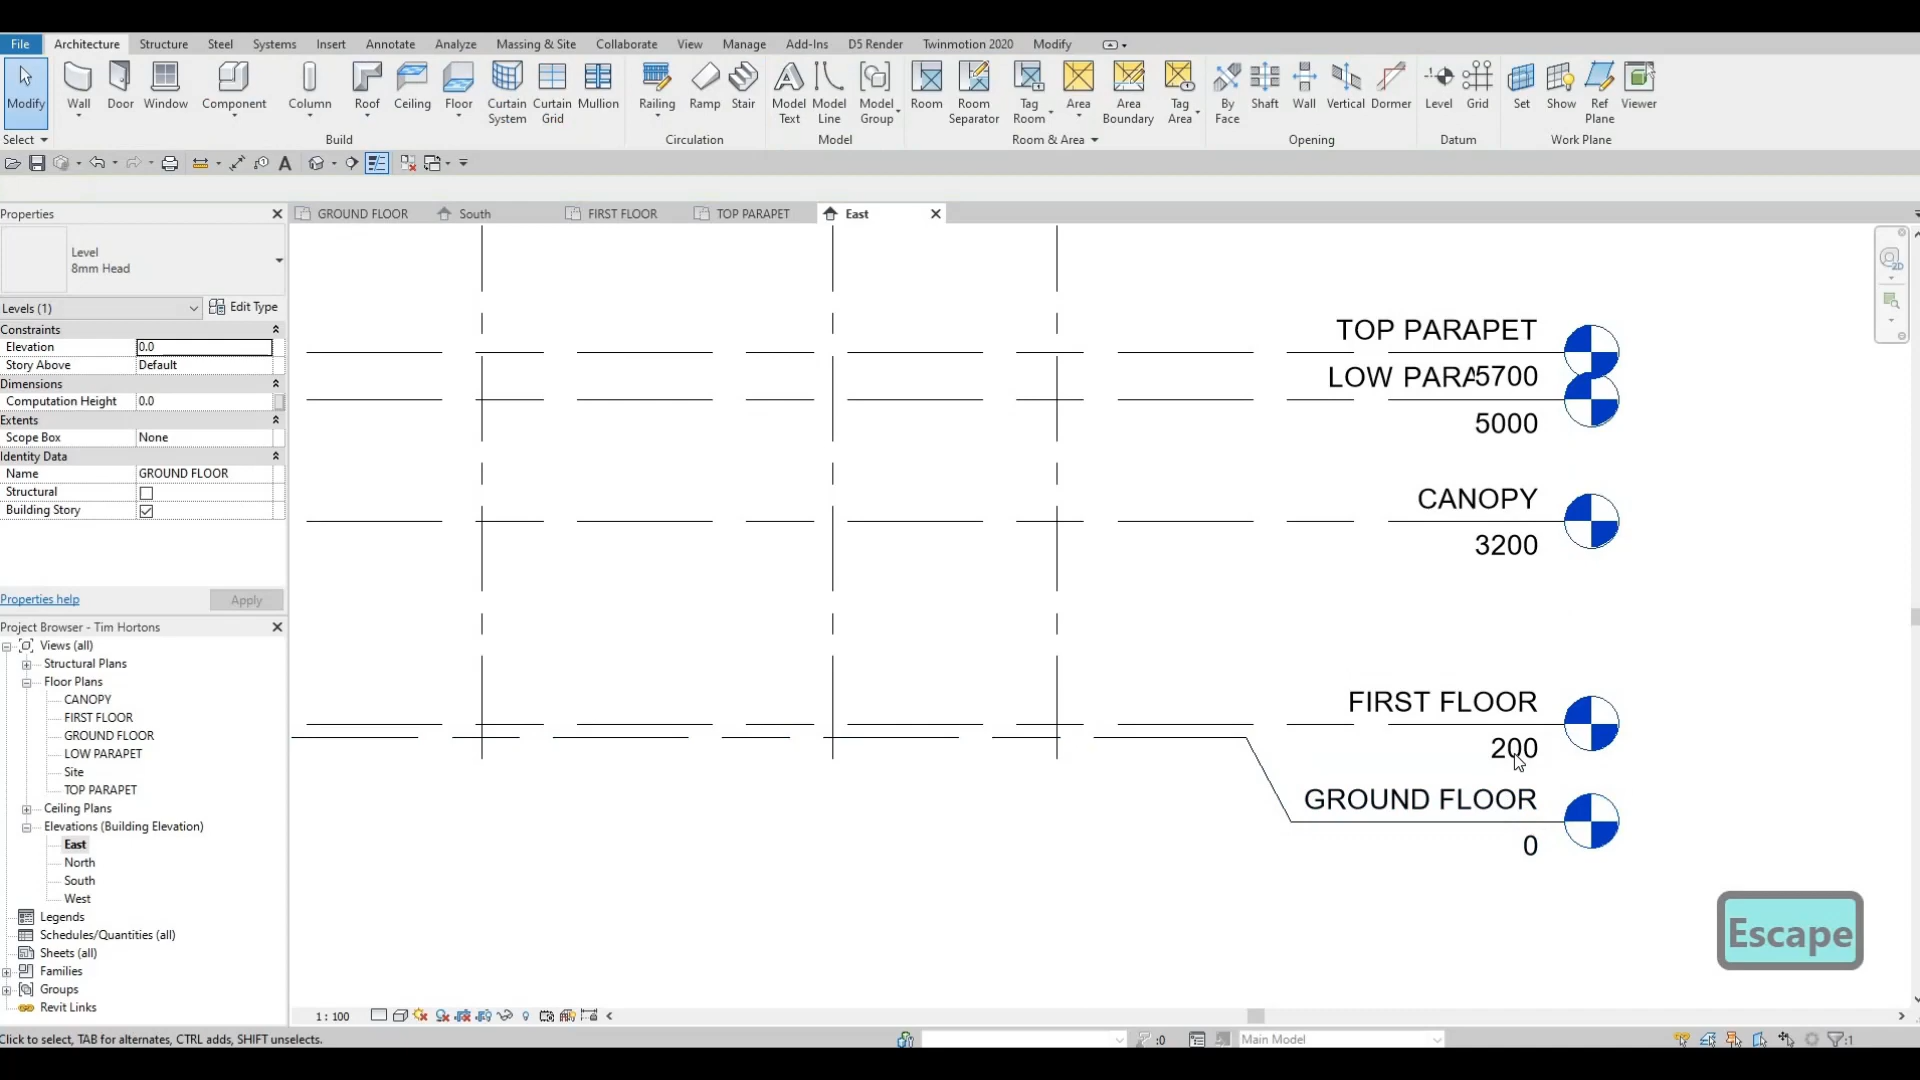 File Architecture Structure Steel Systems Insert Annotate Analyze Massing & Site Collaborate View Manage Add-Ins D5 Render Twinmotion 2020 Modify
Modify Wall Door Window Component Column Roof Ceiling Floor Curtain System Curtain Grid Mullion Railing Ramp Stair Model Text Model Line Model Group Room Room Separator Tag Room Area Area Boundary Tag Area By Face Shaft Wall Vertical Dormer Level Grid Set Show Ref Plane Viewer
Select Build Circulation Model Room & Area Opening Datum Work Plane
Properties
GROUND FLOOR South FIRST FLOOR TOP PARAPET East
Level
8mm Head
Levels (1) Edit Type
Constraints
Elevation 0.0
Story Above Default
Dimensions
Computation Height 0.0
Extents
Scope Box None
Identity Data
Name GROUND FLOOR
Structural
Building Story
Properties help Apply
Project Browser - Tim Hortons
Views (all)
Structural Plans
Floor Plans
CANOPY
FIRST FLOOR
GROUND FLOOR
LOW PARAPET
Site
TOP PARAPET
Ceiling Plans
Elevations (Building Elevation)
East
North
South
West
Legends
Schedules/Quantities (all)
Sheets (all)
Families
Groups
Revit Links
TOP PARAPET
LOW PARA5700
5000
CANOPY
3200
FIRST FLOOR
200
GROUND FLOOR
0
Escape
1 : 100
Click to select, TAB for alternates, CTRL adds, SHIFT unselects. :0 Main Model :1